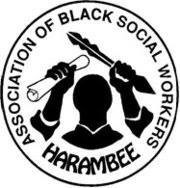 ASSOCIATION OF BLACK SOCIAL WORKERS
HARAMBEE